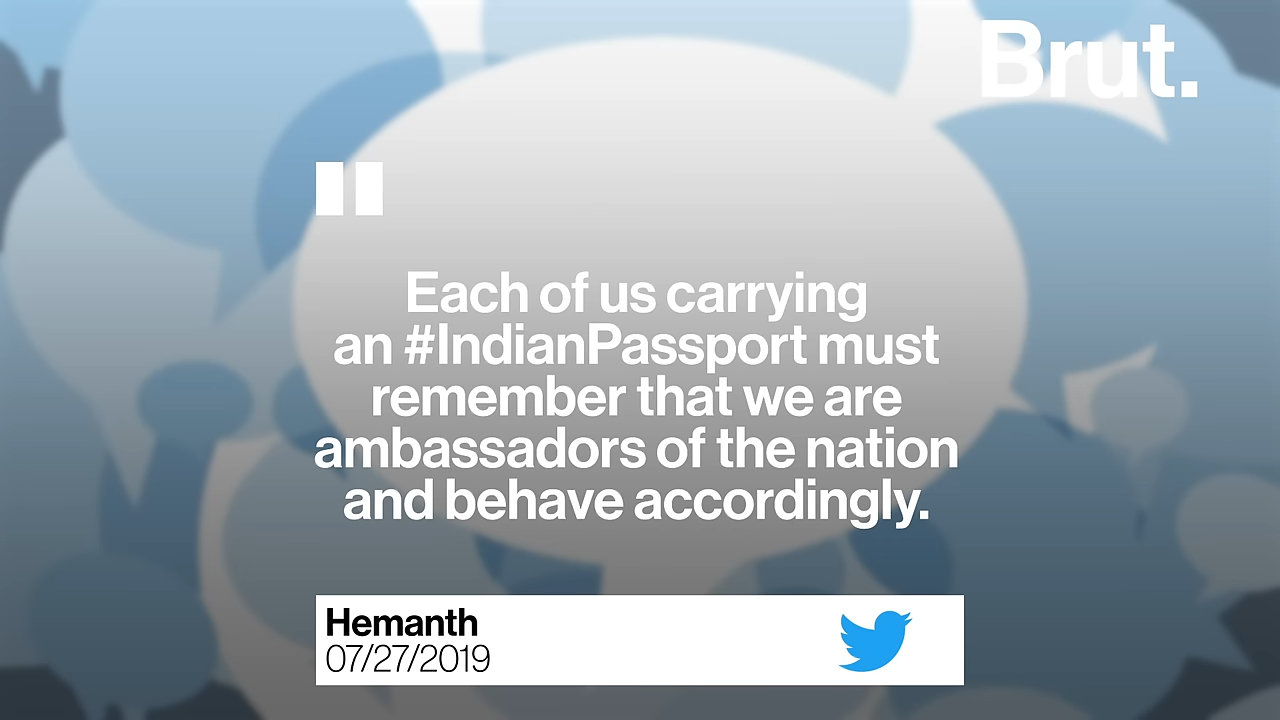 Brut.
"
Each of us carrying
an #IndianPassport must
remember that we are
ambassadors of the nation
and behave accordingly.
Hemanth
07/27/2019